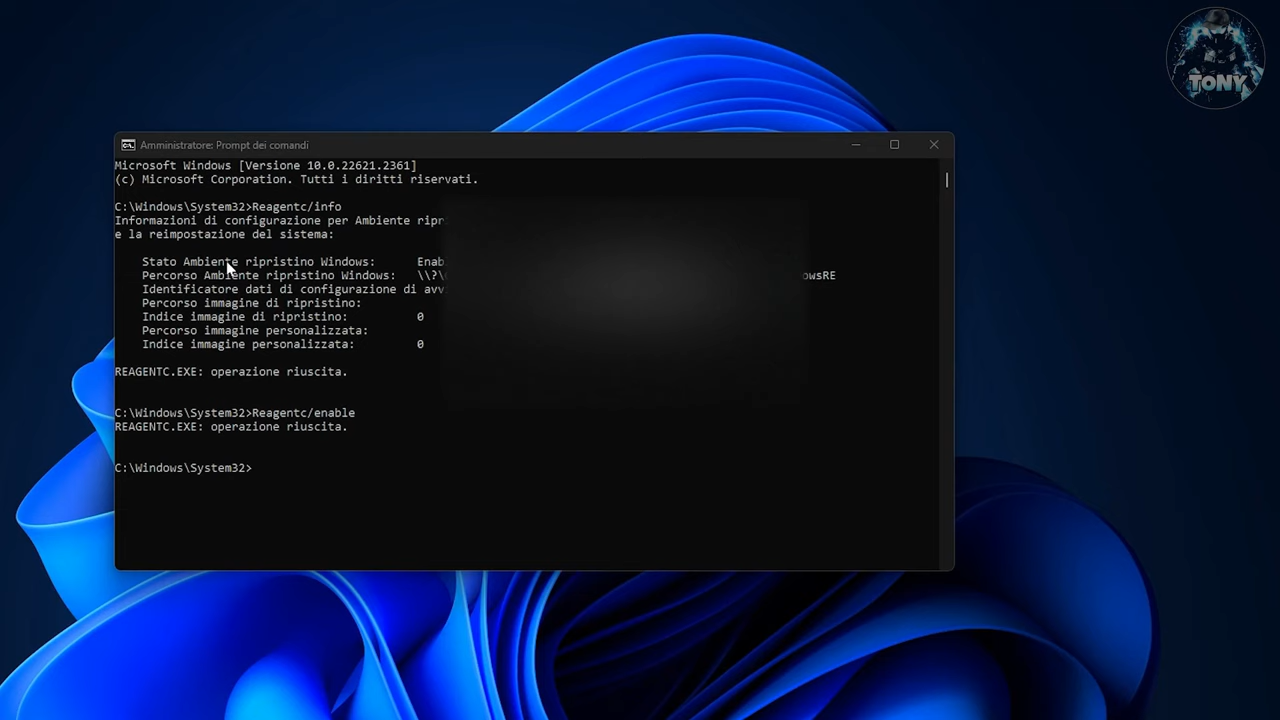 TONY
Amministratore: Prompt dei comandi
Microsoft Windows [Versione 10.0.22621.2361]
(c) Microsoft Corporation. Tutti i diritti riservati.
C:\Windows\System32>Reagentc/info
Informazioni di configurazione per Ambiente ripr
e la reimpostazione del sistema:
Stato Ambiente ripristino Windows: Enab
Percorso Ambiente ripristino Windows: \\?\ owsRE
Identificatore dati di configurazione di avvi
Percorso immagine di ripristino:
Indice immagine di ripristino: 0
Percorso immagine personalizzata:
Indice immagine personalizzata: 0
REAGENTC.EXE: operazione riuscita.
C:\Windows\System32>Reagentc/enable
REAGENTC.EXE: operazione riuscita.
C:\Windows\System32>